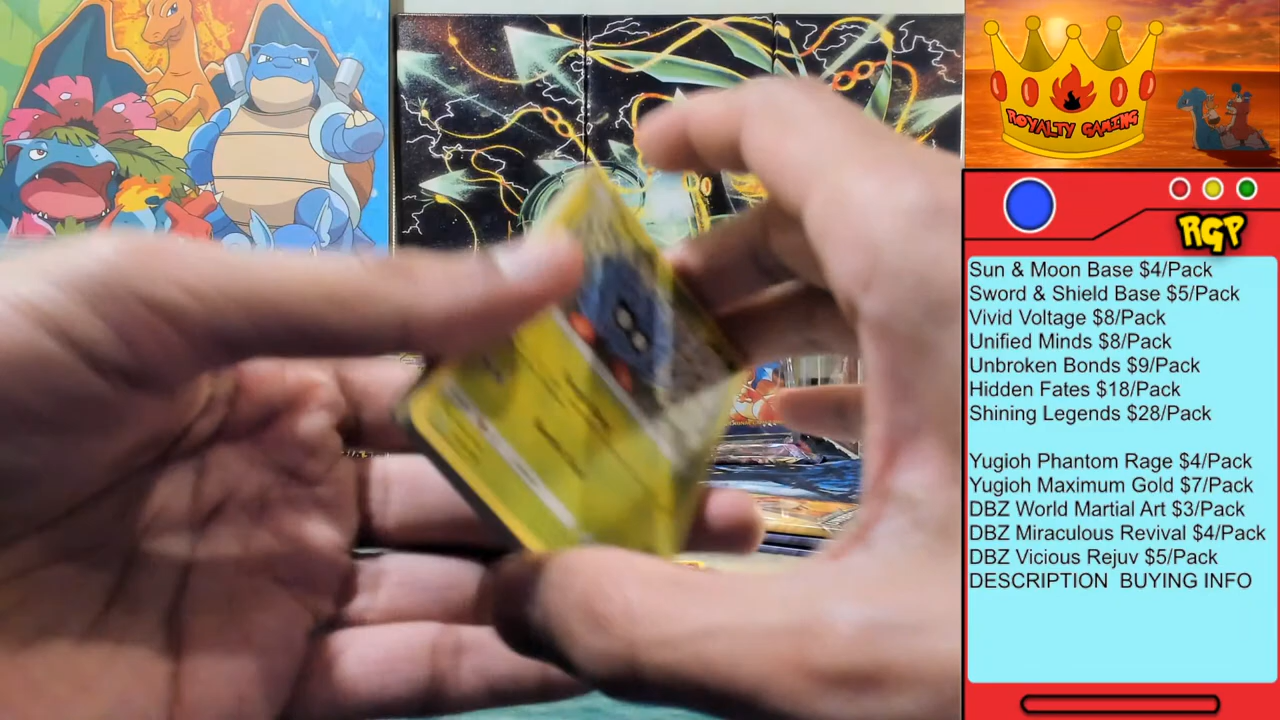 ROYALTY GAMING
RGP
Sun & Moon Base $4/Pack
Sword & Shield Base $5/Pack
Vivid Voltage $8/Pack
Unified Minds $8/Pack
Unbroken Bonds $9/Pack
Hidden Fates $18/Pack
Shining Legends $28/Pack
Yugioh Phantom Rage $4/Pack
Yugioh Maximum Gold $7/Pack
DBZ World Martial Art $3/Pack
DBZ Miraculous Revival $4/Pack
DBZ Vicious Rejuv $5/Pack
DESCRIPTION  BUYING INFO